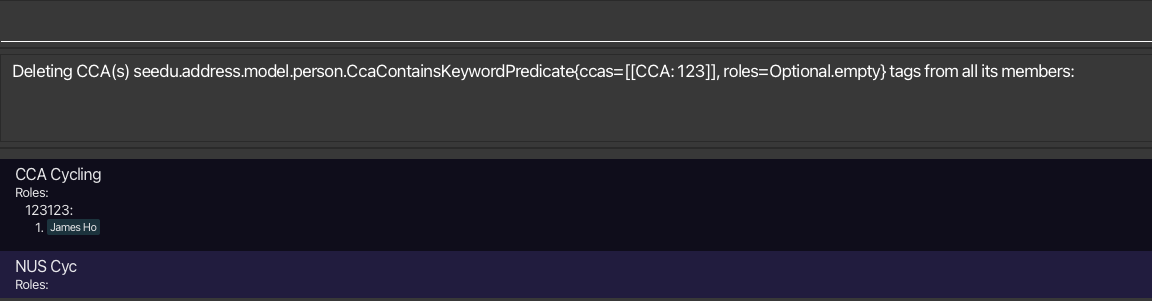 Deleting CCA(s) seedu.address.model.person.CcaContainsKeywordPredicate{ccas=[[CCA: 123]], roles=Optional.empty} tags from all its members:
CCA Cycling
Roles:
123123:
1. James Ho
NUS Cyc
Roles: